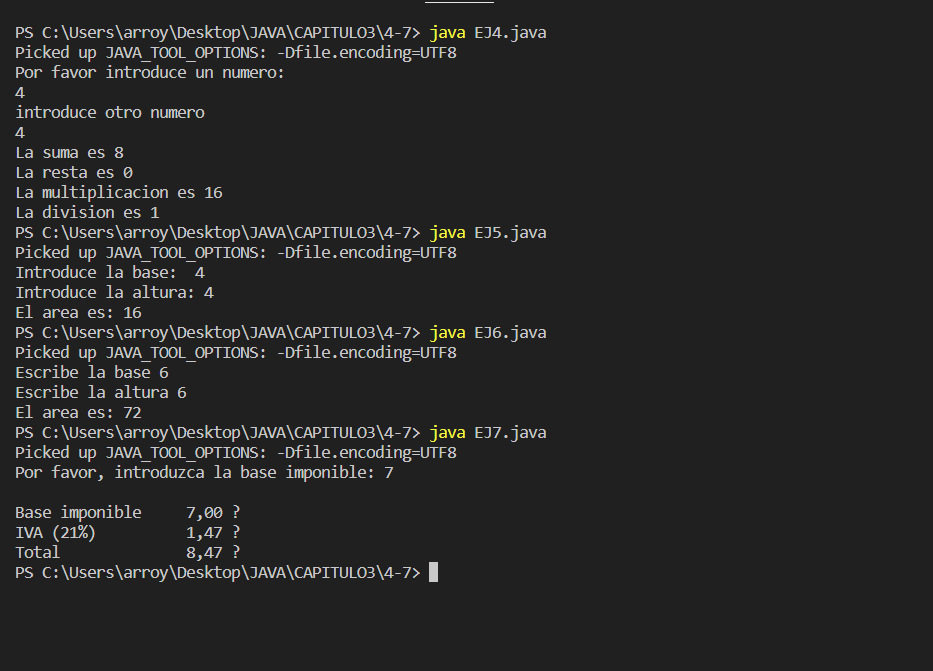 PS C:\Users\arroy\Desktop\JAVA\CAPITULO3\4-7> java EJ4.java
Picked up JAVA_TOOL_OPTIONS: -Dfile.encoding=UTF8
Por favor introduce un numero:
4
introduce otro numero
4
La suma es 8
La resta es 0
La multiplicacion es 16
La division es 1
PS C:\Users\arroy\Desktop\JAVA\CAPITULO3\4-7> java EJ5.java
Picked up JAVA_TOOL_OPTIONS: -Dfile.encoding=UTF8
Introduce la base:  4
Introduce la altura: 4
El area es: 16
PS C:\Users\arroy\Desktop\JAVA\CAPITULO3\4-7> java EJ6.java
Picked up JAVA_TOOL_OPTIONS: -Dfile.encoding=UTF8
Escribe la base 6
Escribe la altura 6
El area es: 72
PS C:\Users\arroy\Desktop\JAVA\CAPITULO3\4-7> java EJ7.java
Picked up JAVA_TOOL_OPTIONS: -Dfile.encoding=UTF8
Por favor, introduzca la base imponible: 7
Base imponible     7,00 ?
IVA (21%)          1,47 ?
Total              8,47 ?
PS C:\Users\arroy\Desktop\JAVA\CAPITULO3\4-7>